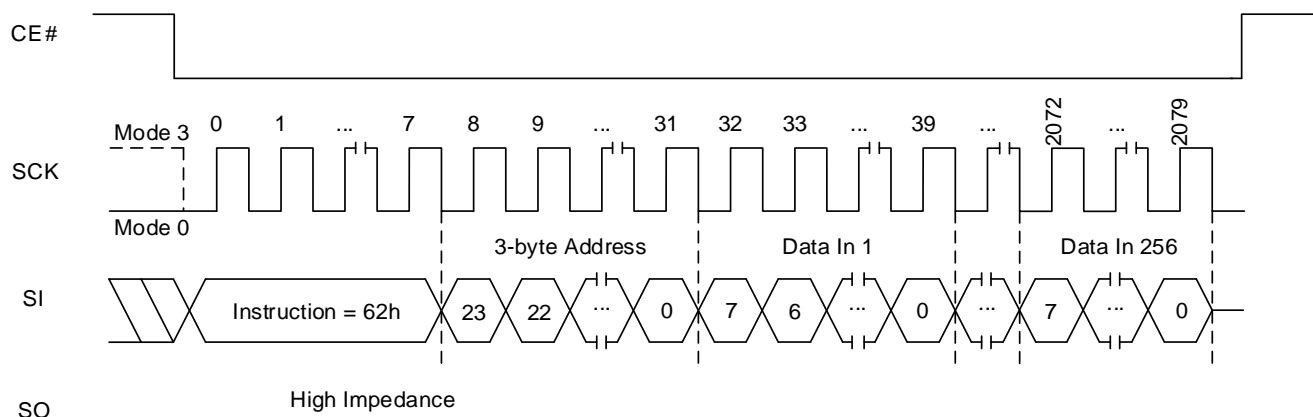 CE#
0 1 ... 7 8 9 ... 31 32 33 ... 39 ... 2072 ... 2079
Mode 3
SCK
Mode 0
3-byte Address Data In 1 Data In 256
SI Instruction = 62h 23 22 ... 0 7 6 ... 0 ... 7 ... 0
High Impedance
SO